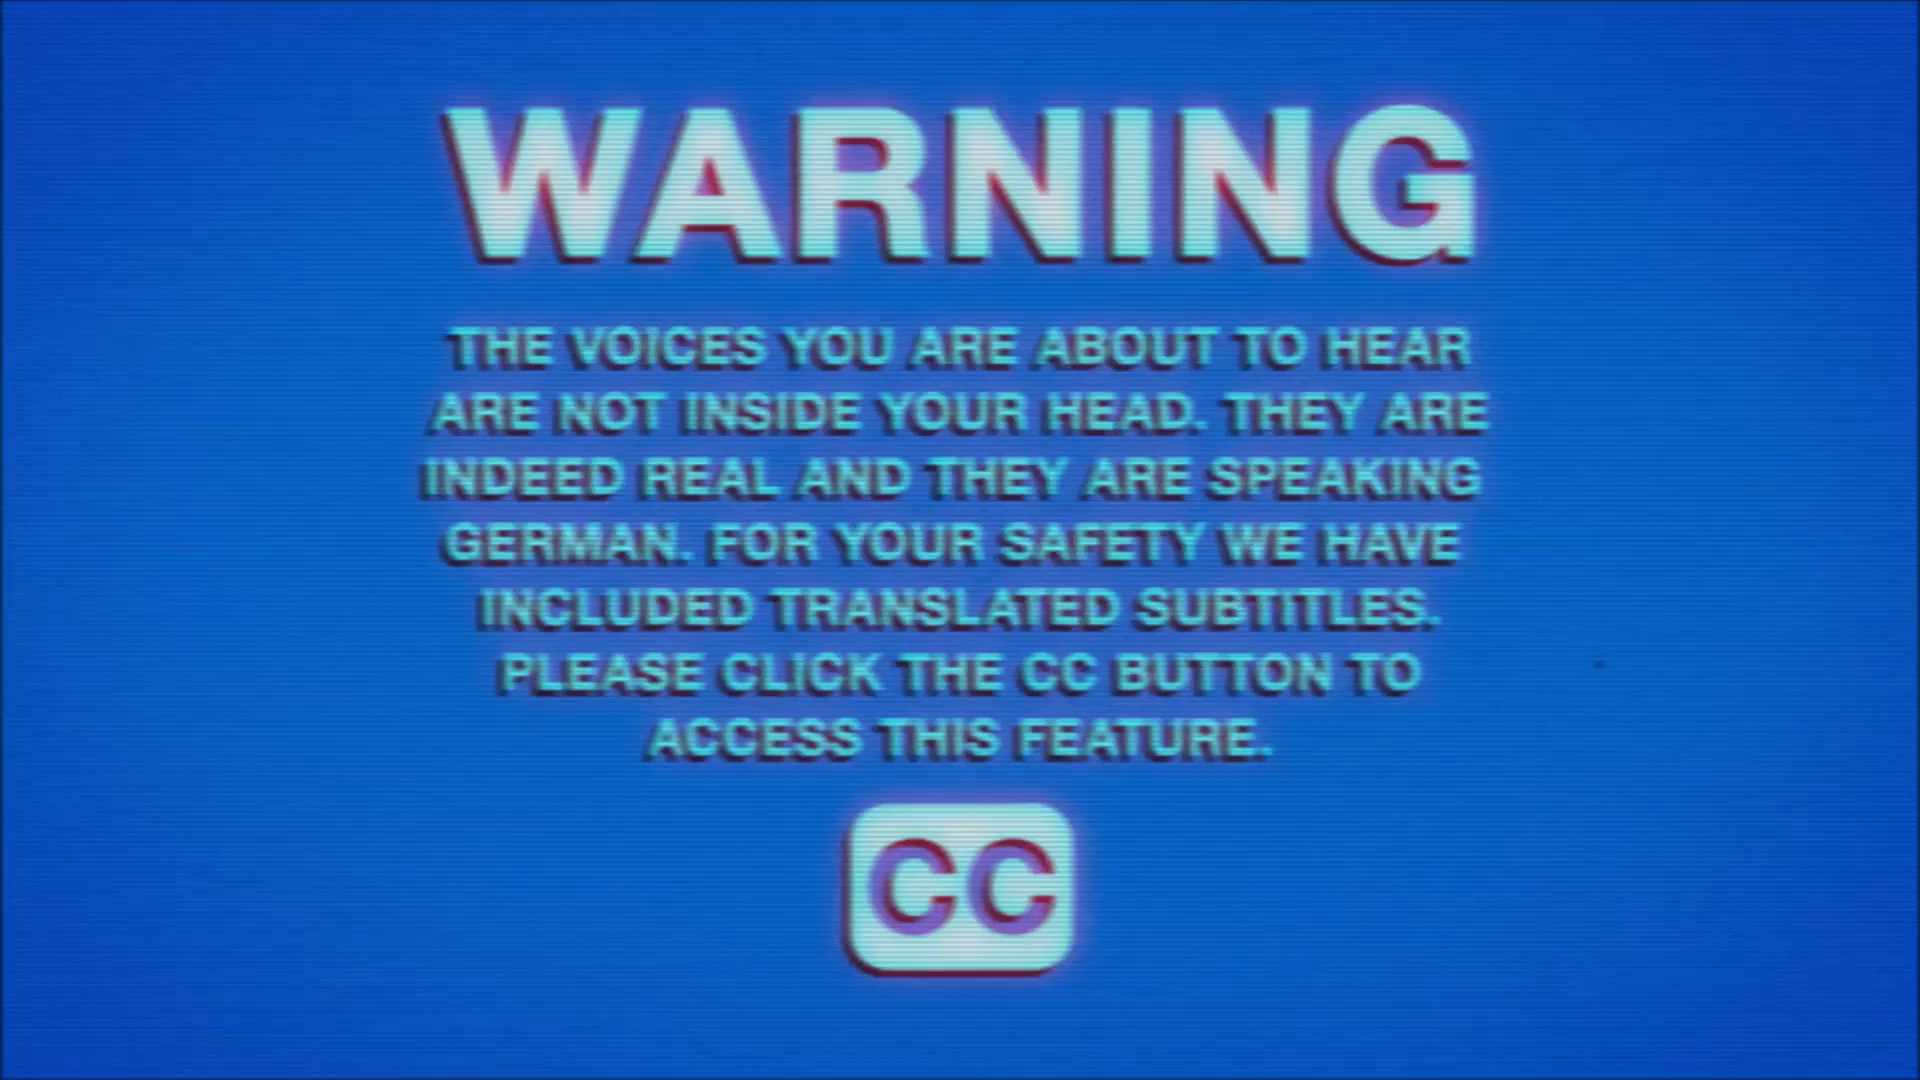 WARNING
THE VOICES YOU ARE ABOUT TO HEAR
ARE NOT INSIDE YOUR HEAD. THEY ARE
INDEED REAL AND THEY ARE SPEAKING
GERMAN. FOR YOUR SAFETY WE HAVE
INCLUDED TRANSLATED SUBTITLES.
PLEASE CLICK THE CC BUTTON TO
ACCESS THIS FEATURE.
CC